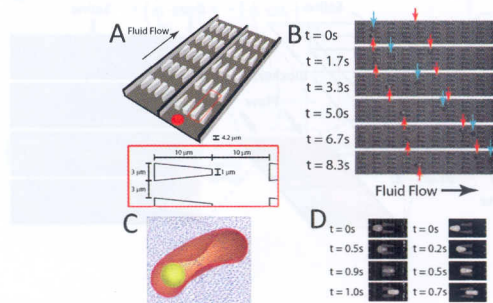 A
Fluid Flow
4.2 μm
10 μm
10 μm
3 μm
1 μm
3 μm
B
t = 0s
t = 1.7s
t = 3.3s
t = 5.0s
t = 6.7s
t = 8.3s
Fluid Flow
C
D
t = 0s
t = 0s
t = 0.5s
t = 0.2s
t = 0.9s
t = 0.5s
t = 1.0s
t = 0.7s